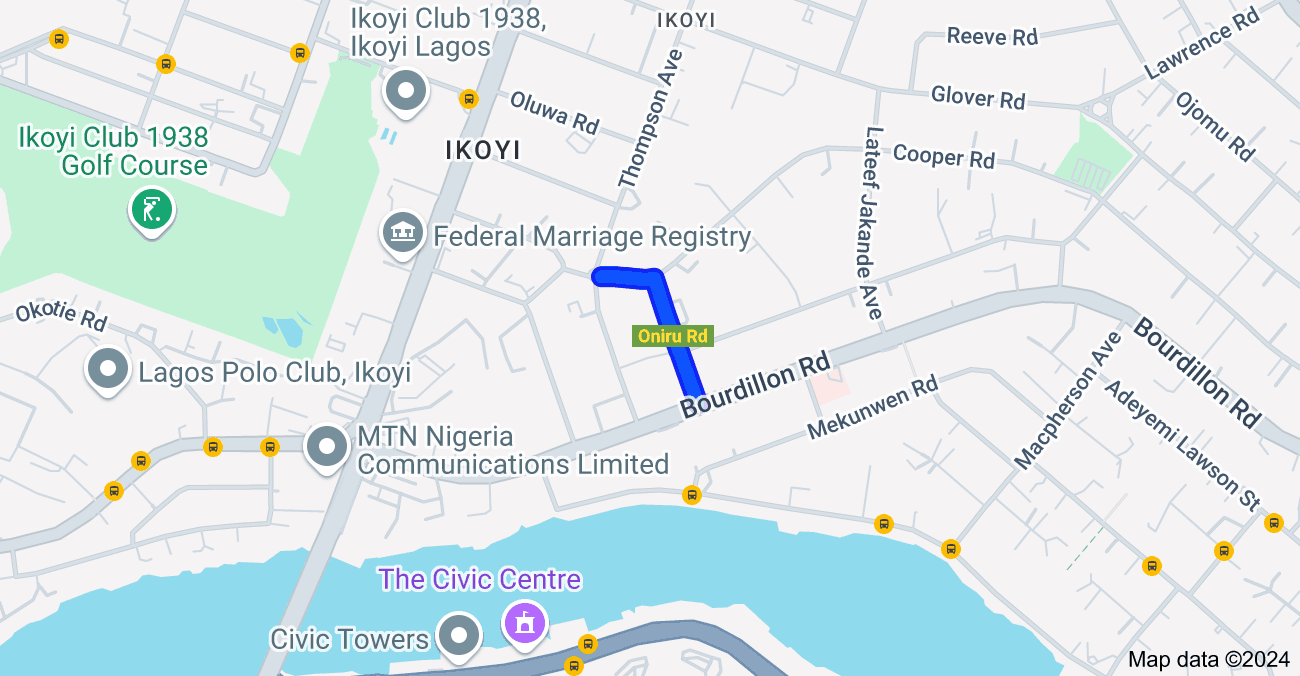 Ikoyi Club 1938,
Ikoyi Lagos
IKOYI
Reeve Rd
Lawrence Rd
Glover Rd
Oluwa Rd
Thompson Ave
Ojomu Rd
Ikoyi Club 1938
Golf Course
IKOYI
Lateef Jakande Ave
Cooper Rd
Federal Marriage Registry
Okotie Rd
Oniru Rd
Bourdillon Rd
Bourdillon Rd
Lagos Polo Club, Ikoyi
Mekunwen Rd
Macpherson Ave
Adeyemi Lawson St
MTN Nigeria
Communications Limited
The Civic Centre
Civic Towers
Map data ©2024